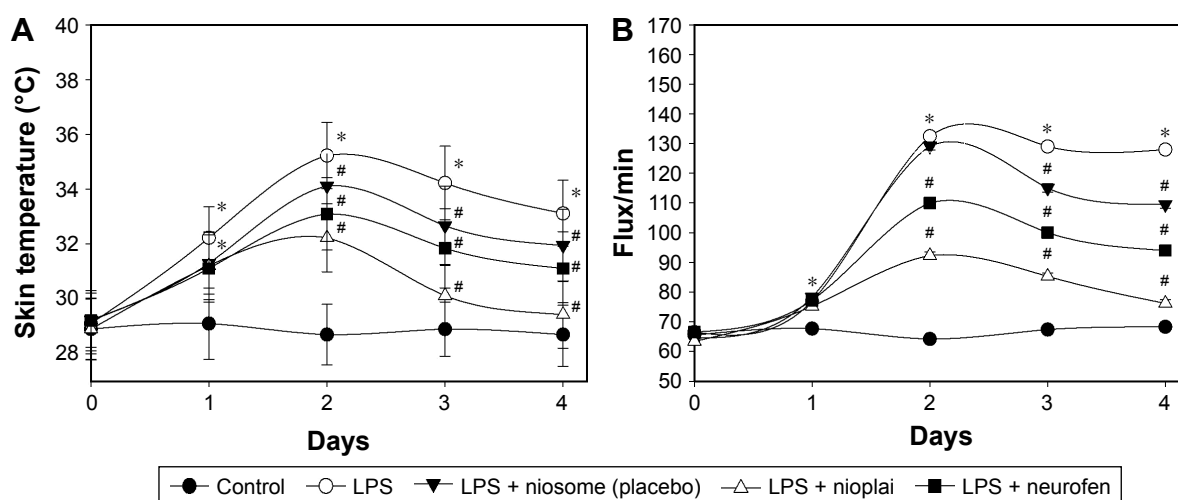 A
Skin temperature (°C)
40
38
36
34
32
30
28
* * * * *
# # #
# # #
# # #
0 1 2 3 4
Days
B
Flux/min
170
160
150
140
130
120
110
100
90
80
70
60
50
* * * *
# #
# # #
# # #
0 1 2 3 4
Days
Control LPS LPS + niosome (placebo) LPS + nioplai LPS + neurofen